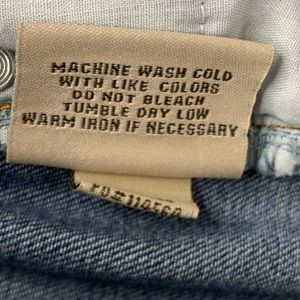 MACHINE WASH COLD
WITH LIKE COLORS
DO NOT BLEACH
TUMBLE DRY LOW
WARM IRON IF NECESSARY